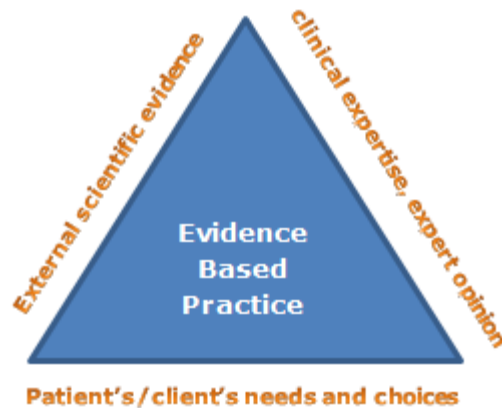 External scientific evidence
clinical expertise, expert opinion
Evidence
Based
Practice
Patient's/client's needs and choices